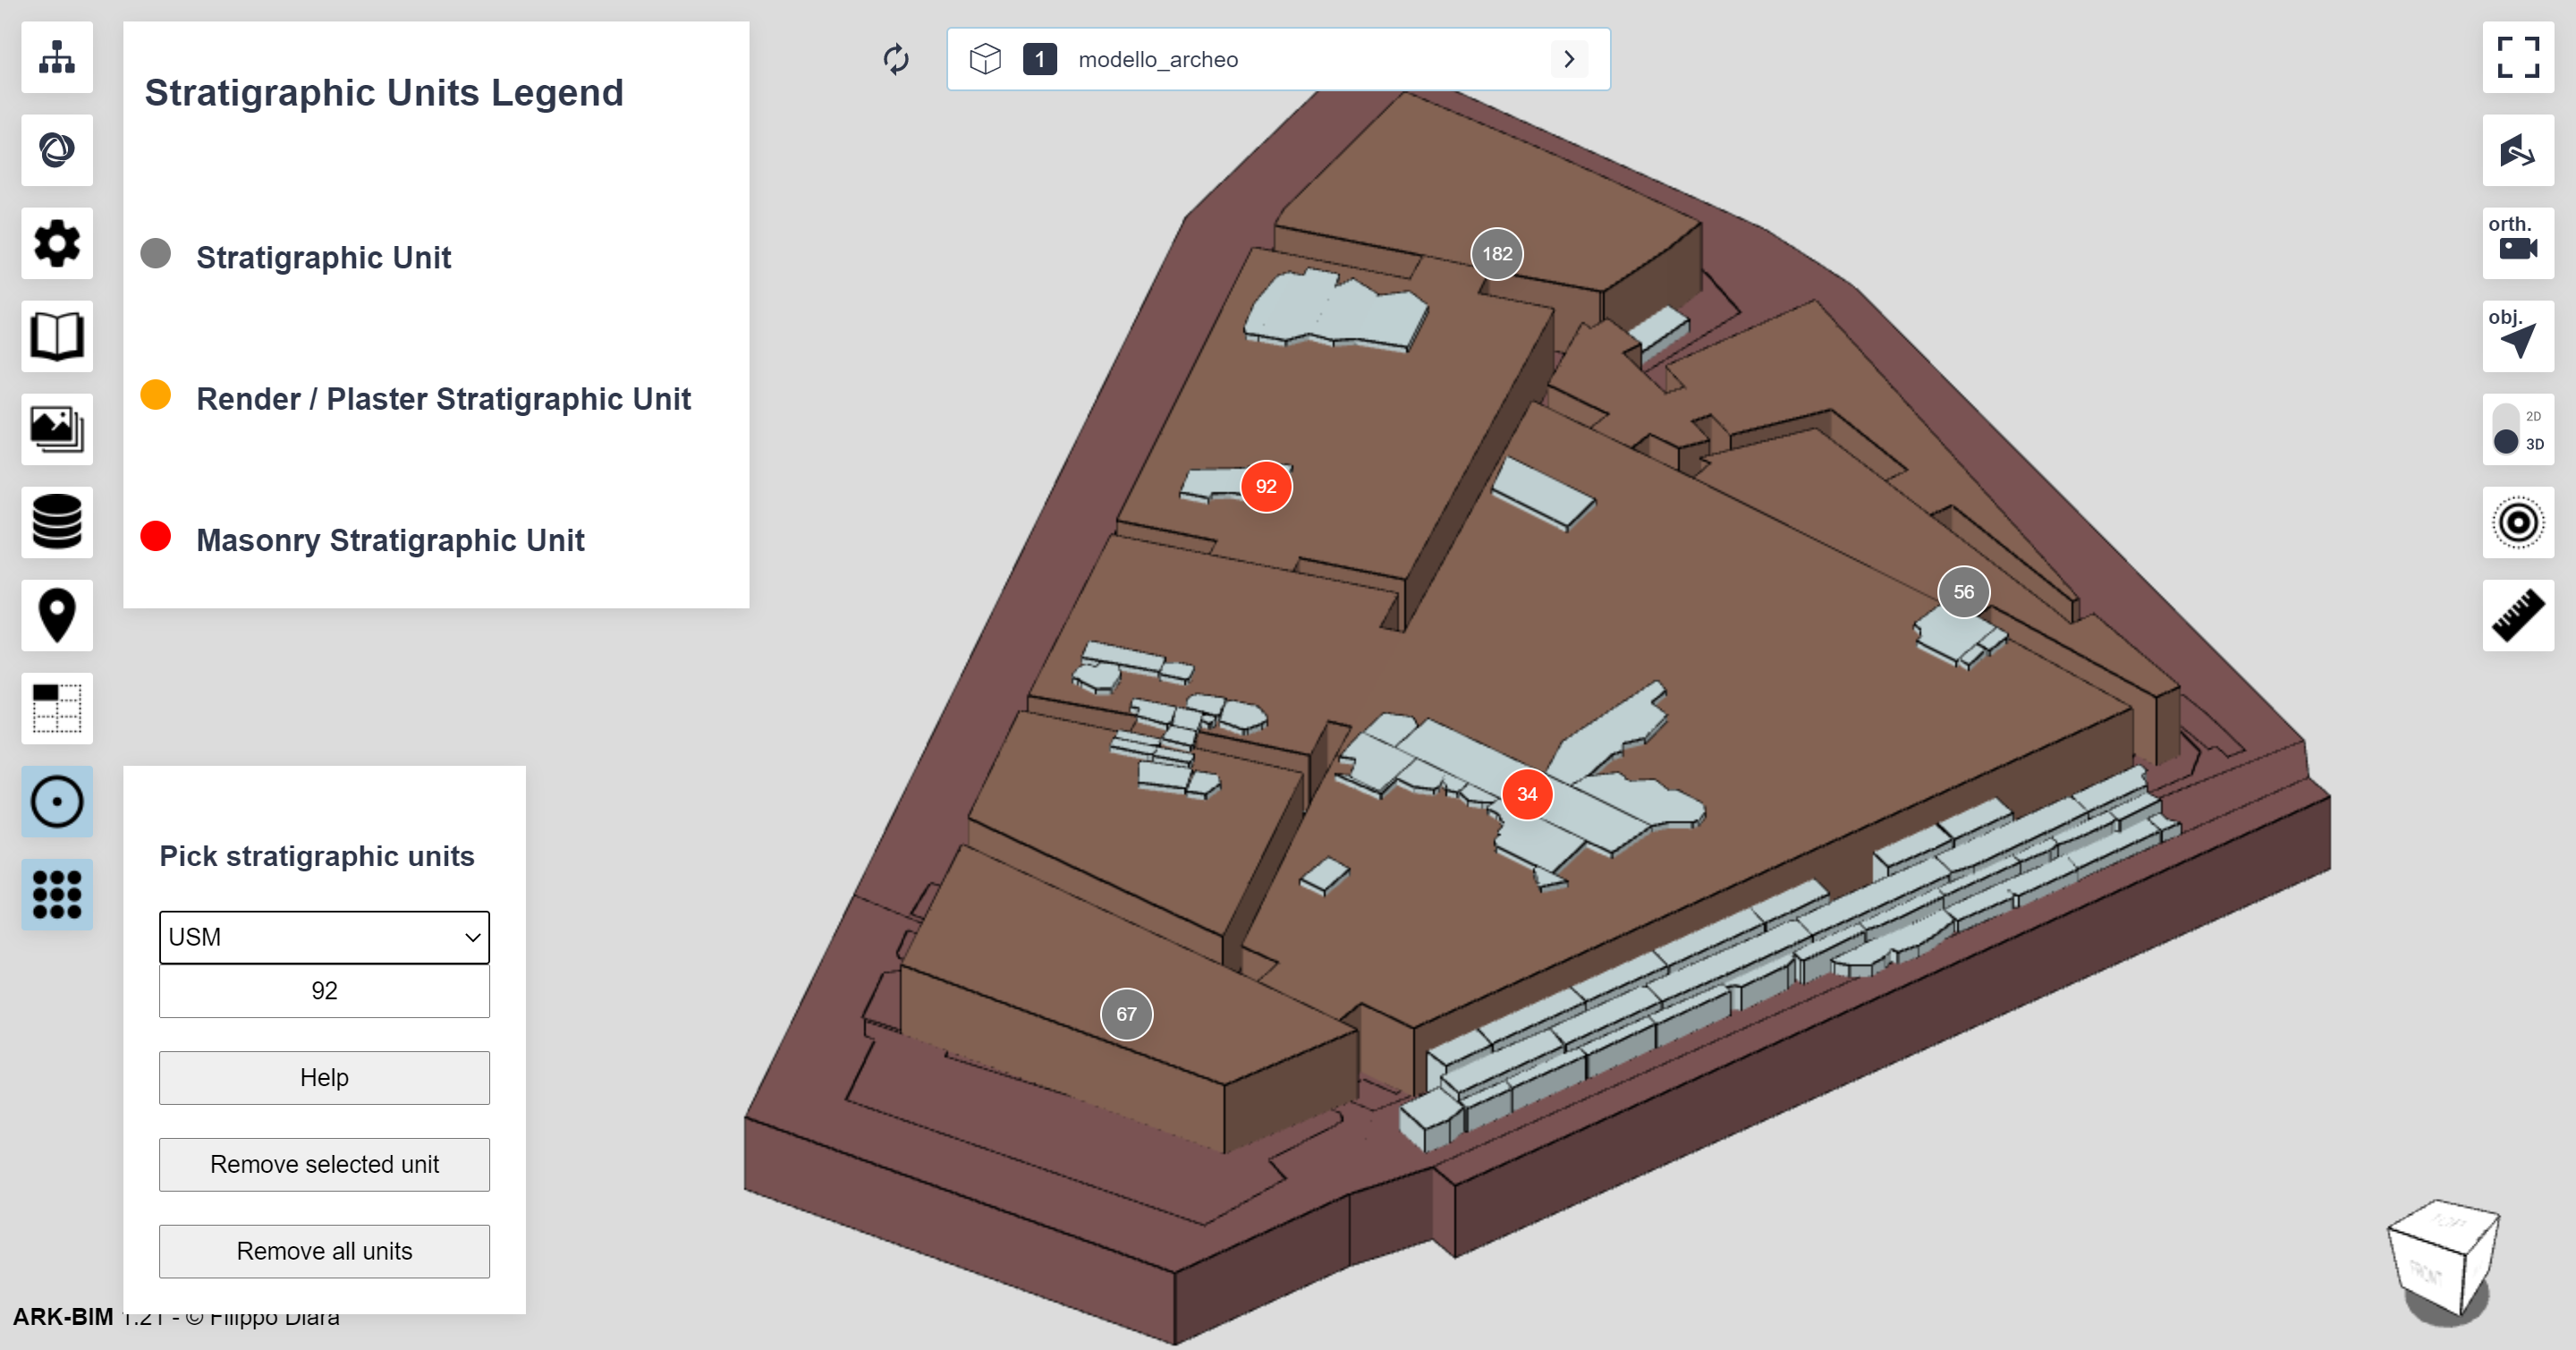 Stratigraphic Units Legend
Stratigraphic Unit
Render / Plaster Stratigraphic Unit
Masonry Stratigraphic Unit
1 modello_archeo
orth.
obj.
2D
3D
182
92
56
34
67
Pick stratigraphic units
USM
92
Help
Remove selected unit
Remove all units
ARK-BIM 1.21 - © Filippo Diara
TOP
FRONT